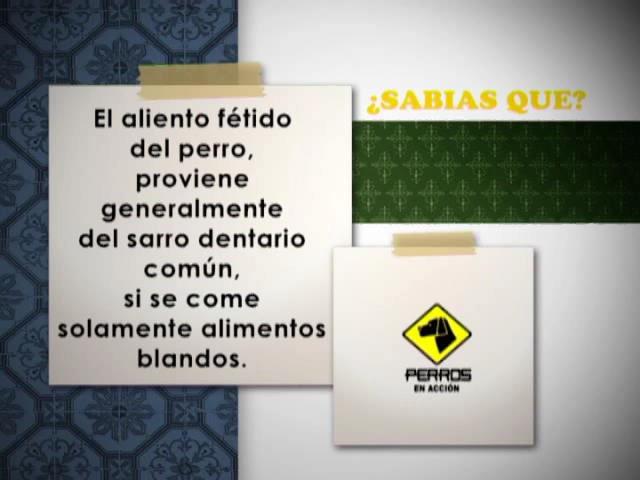 El aliento fétido
del perro,
proviene
generalmente
del sarro dentario
común,
si se come
solamente alimentos
blandos.
¿SABIAS QUE?
PERROS
EN ACCIÓN